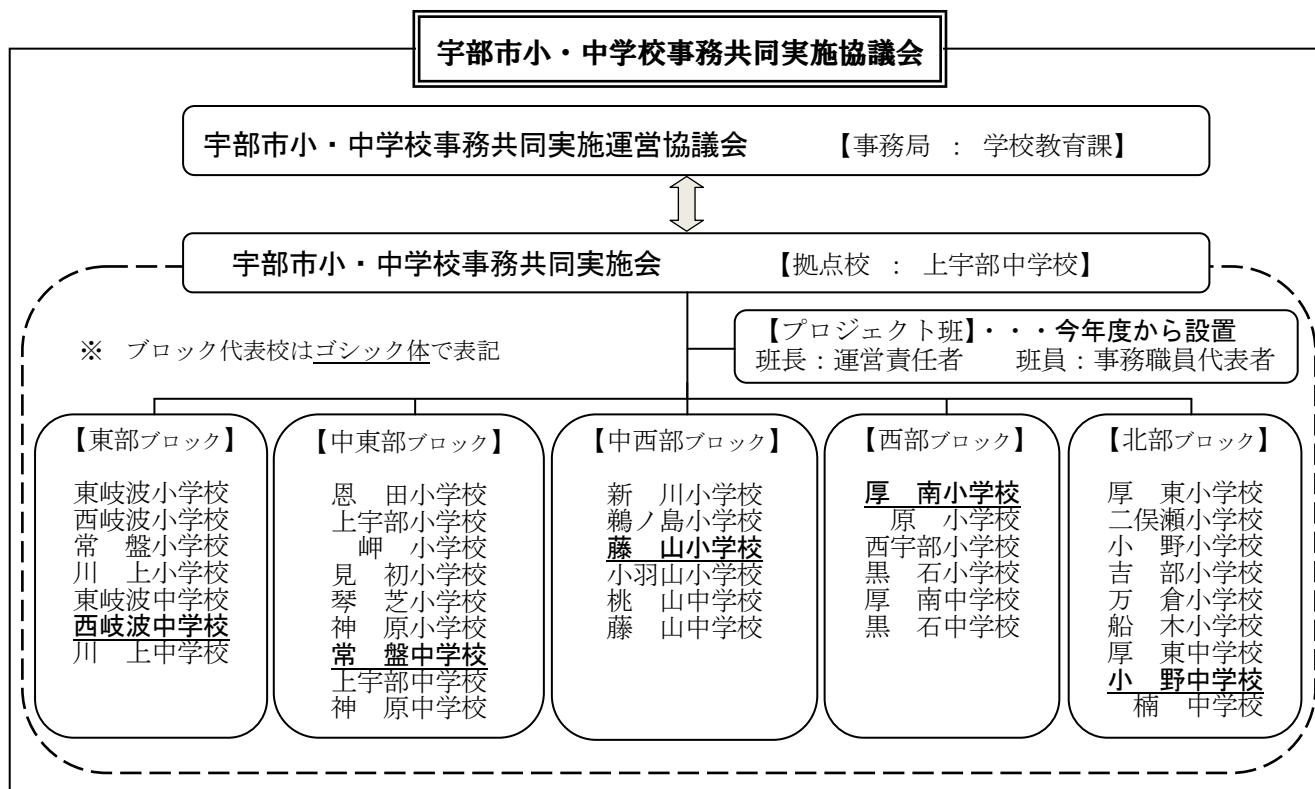 宇部市小・中学校事務共同実施協議会
宇部市小・中学校事務共同実施運営協議会 【事務局 : 学校教育課】
宇部市小・中学校事務共同実施会 【拠点校 : 上宇部中学校】
【プロジェクト班】・・・今年度から設置
班長:運営責任者 班員:事務職員代表者
※ ブロック代表校はゴシック体で表記
【東部ブロック】
東岐波小学校
西岐波小学校
常 盤小学校
川 上小学校
東岐波中学校
西岐波中学校
川 上中学校
【中東部ブロック】
恩 田小学校
上宇部小学校
岬 小学校
見 初小学校
琴 芝小学校
神 原小学校
常 盤中学校
上宇部中学校
神 原中学校
【中西部ブロック】
新 川小学校
鵜ノ島小学校
藤 山小学校
小羽山小学校
桃 山中学校
藤 山中学校
【西部ブロック】
厚 南小学校
原 小学校
西宇部小学校
黒 石小学校
厚 南中学校
黒 石中学校
【北部ブロック】
厚 東小学校
二俣瀬小学校
小 野小学校
吉 部小学校
万 倉小学校
船 木小学校
厚 東中学校
小 野中学校
楠 中学校